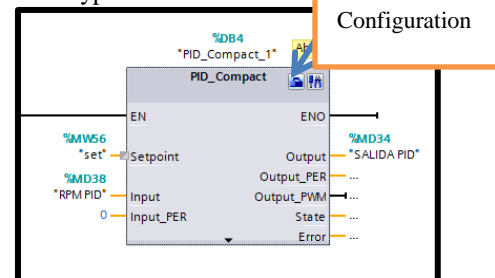 Configuration
%DB4
"PID_Compact_1"
PID_Compact
EN
ENO
%MW56
"set"
Setpoint
%MD34
Output
"SALIDA PID"
%MD38
"RPM PID"
Input
Output_PER
...
Output_PWM
...
0
Input_PER
State
...
Error
...